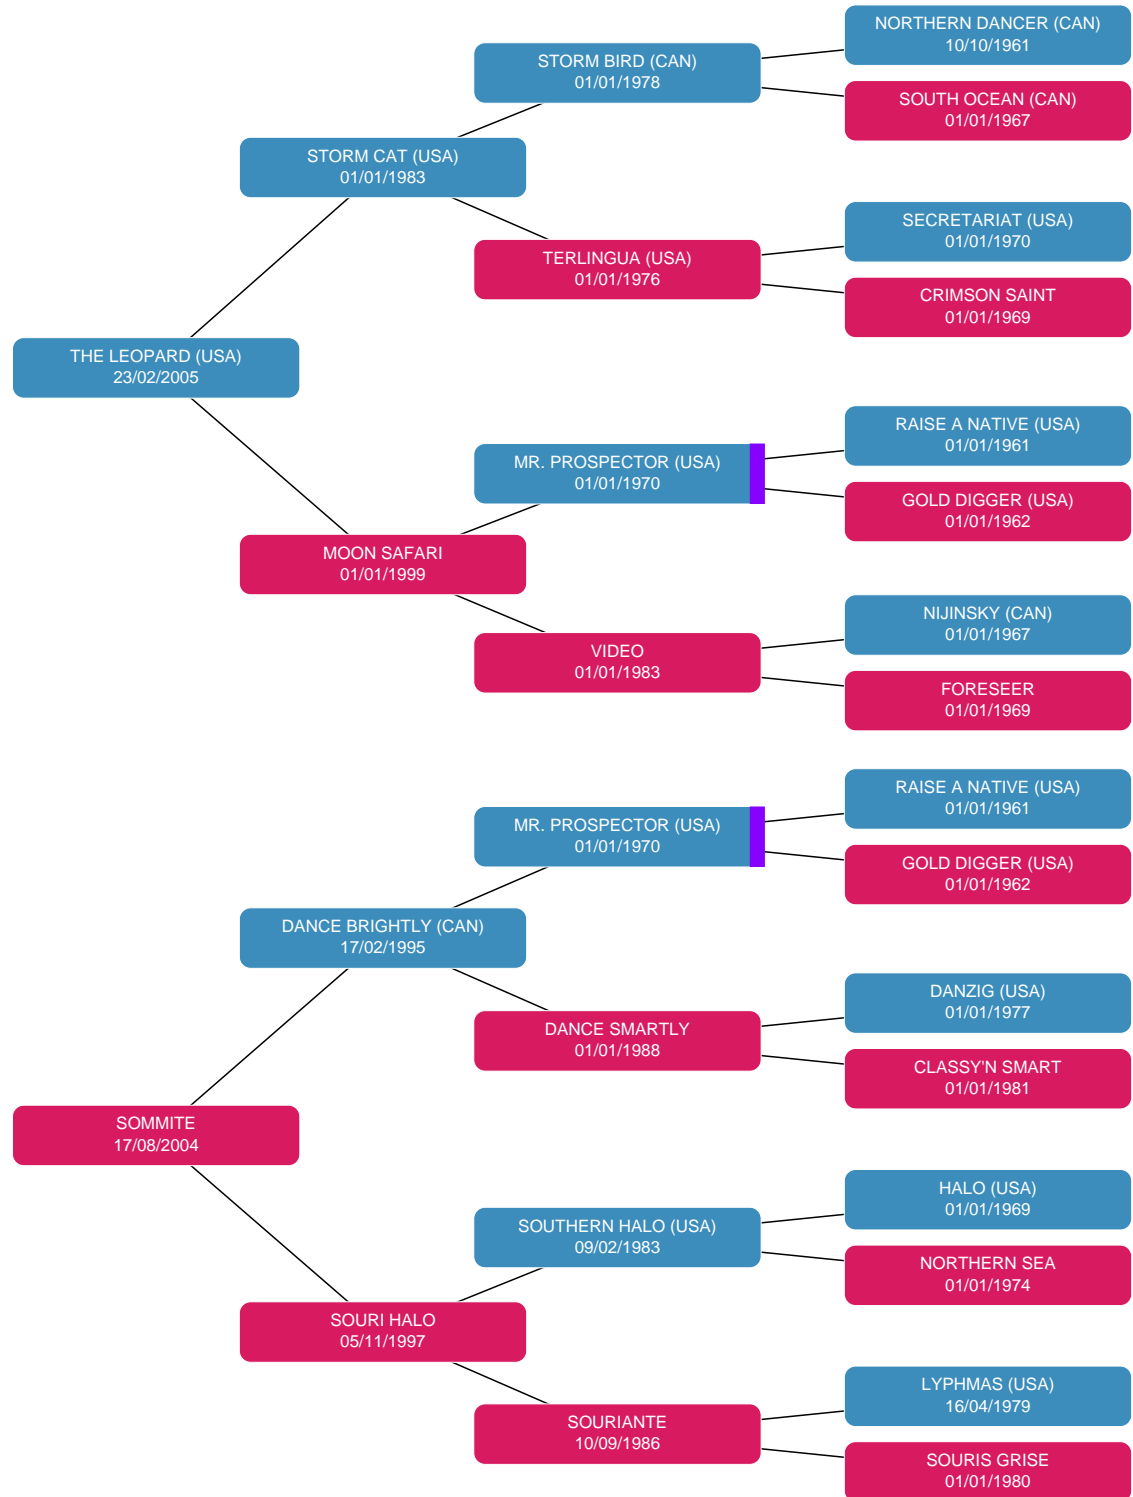 NORTHERN DANCER (CAN)
10/10/1961
STORM BIRD (CAN)
01/01/1978
SOUTH OCEAN (CAN)
01/01/1967
STORM CAT (USA)
01/01/1983
SECRETARIAT (USA)
01/01/1970
TERLINGUA (USA)
01/01/1976
CRIMSON SAINT
01/01/1969
THE LEOPARD (USA)
23/02/2005
RAISE A NATIVE (USA)
01/01/1961
MR. PROSPECTOR (USA)
01/01/1970
GOLD DIGGER (USA)
01/01/1962
MOON SAFARI
01/01/1999
NIJINSKY (CAN)
01/01/1967
VIDEO
01/01/1983
FORESEER
01/01/1969
RAISE A NATIVE (USA)
01/01/1961
MR. PROSPECTOR (USA)
01/01/1970
GOLD DIGGER (USA)
01/01/1962
DANCE BRIGHTLY (CAN)
17/02/1995
DANZIG (USA)
01/01/1977
DANCE SMARTLY
01/01/1988
CLASSY'N SMART
01/01/1981
SOMMITE
17/08/2004
HALO (USA)
01/01/1969
SOUTHERN HALO (USA)
09/02/1983
NORTHERN SEA
01/01/1974
SOURI HALO
05/11/1997
LYPHMAS (USA)
16/04/1979
SOURIANTE
10/09/1986
SOURIS GRISE
01/01/1980